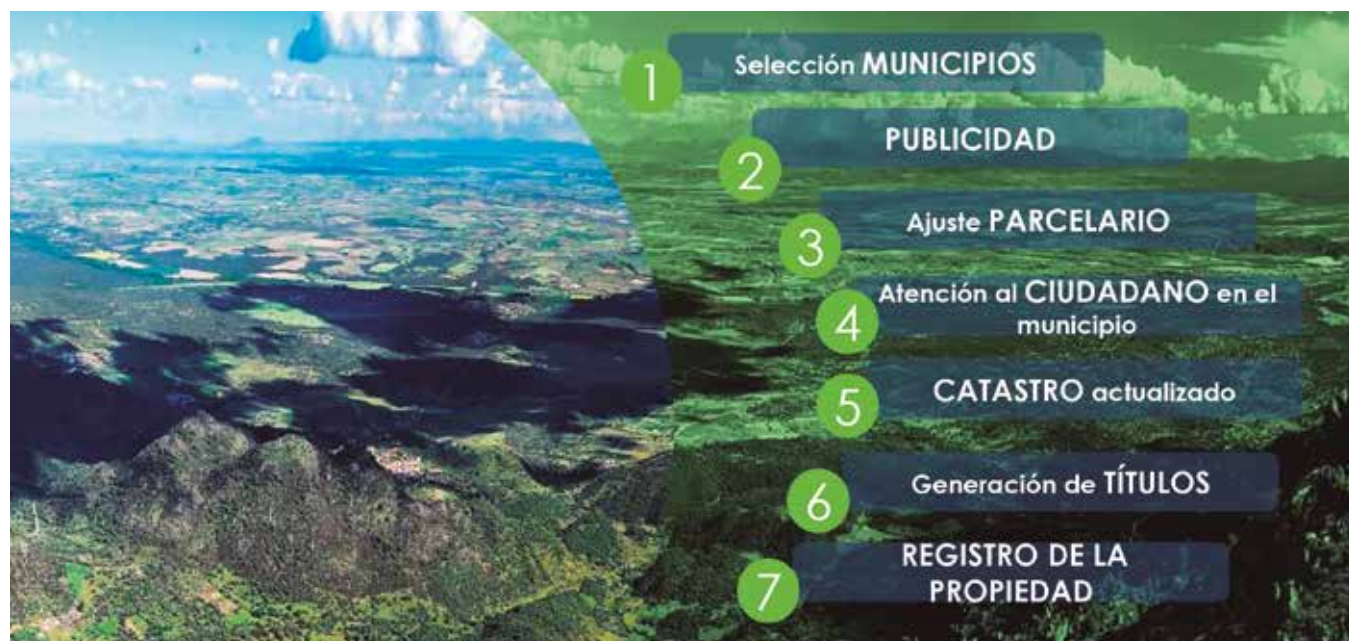 1
Selección MUNICIPIOS
2
PUBLICIDAD
3
Ajuste PARCELARIO
4
Atención al CIUDADANO en el
municipio
5
CATASTRO actualizado
6
Generación de TÍTULOS
7
REGISTRO DE LA
PROPIEDAD